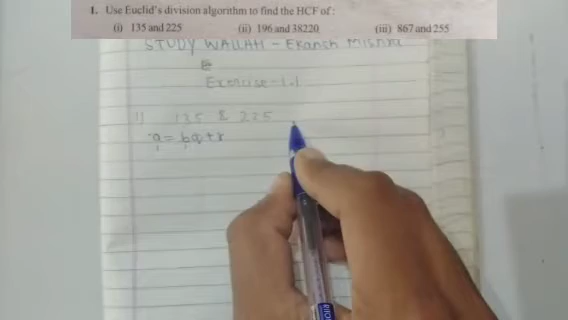 1. Use Euclid's division algorithm to find the HCF of :
(i) 135 and 225 (ii) 196 and 38220 (iii) 867 and 255
STUDY WALLAH - Ekansh Mishra
Exercise - 1.1
1) 135 & 225
a = bq + r